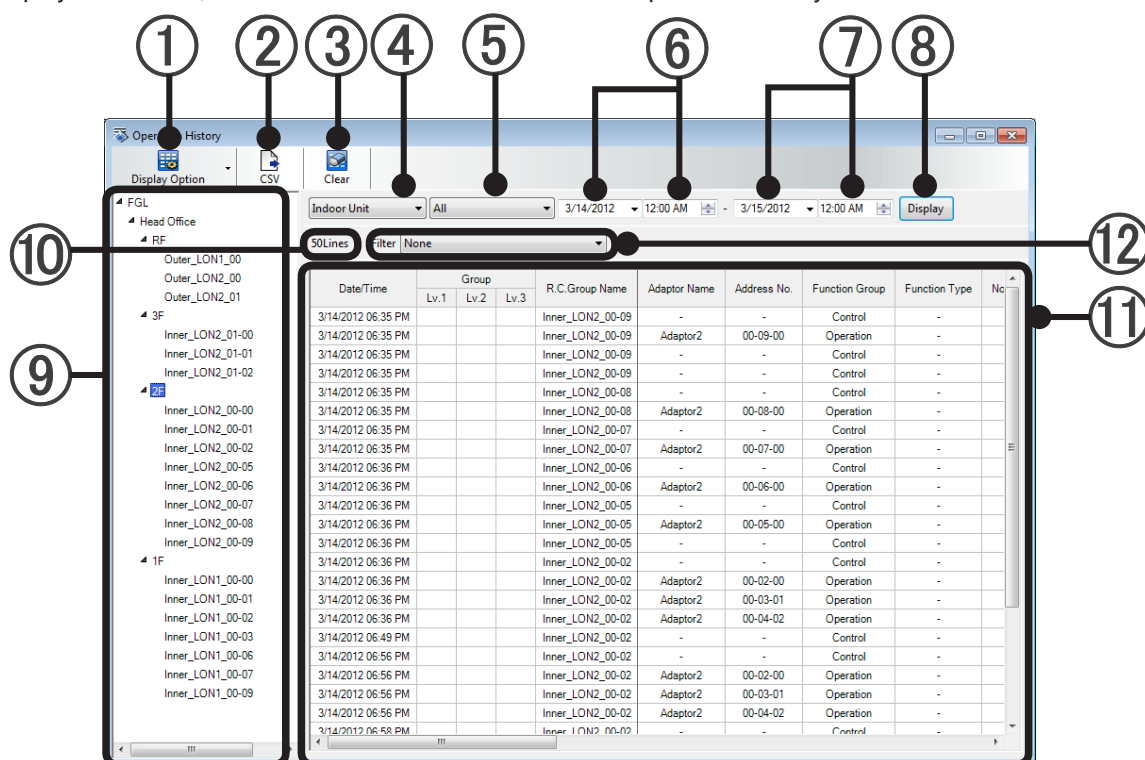 ① ② ③ ④ ⑤ ⑥ ⑦ ⑧
History
Display Option CSV Clear
FGL
Head Office
RF
Outer_LON1_00
Outer_LON2_00
Outer_LON2_01
3F
Inner_LON2_01-00
Inner_LON2_01-01
Inner_LON2_01-02
2F
Inner_LON2_00-00
Inner_LON2_00-01
Inner_LON2_00-02
Inner_LON2_00-05
Inner_LON2_00-06
Inner_LON2_00-07
Inner_LON2_00-08
Inner_LON2_00-09
1F
Inner_LON1_00-00
Inner_LON1_00-01
Inner_LON1_00-02
Inner_LON1_00-03
Inner_LON1_00-06
Inner_LON1_00-07
Inner_LON1_00-09
⑨
⑩
Indoor Unit All 3/14/2012 12:00 AM - 3/15/2012 12:00 AM Display
50Lines Filter None
⑫
⑪
Date/Time Group R.C.Group Name Adaptor Name Address No. Function Group Function Type
Lv.1 Lv.2 Lv.3
3/14/2012 06:35 PM Inner_LON2_00-09 - - Control -
3/14/2012 06:35 PM Inner_LON2_00-09 Adaptor2 00-09-00 Operation -
3/14/2012 06:35 PM Inner_LON2_00-09 - - Control -
3/14/2012 06:35 PM Inner_LON2_00-09 - - Control -
3/14/2012 06:35 PM Inner_LON2_00-08 - - Control -
3/14/2012 06:35 PM Inner_LON2_00-08 Adaptor2 00-08-00 Operation -
3/14/2012 06:35 PM Inner_LON2_00-07 - - Control -
3/14/2012 06:35 PM Inner_LON2_00-07 Adaptor2 00-07-00 Operation -
3/14/2012 06:36 PM Inner_LON2_00-06 - - Control -
3/14/2012 06:36 PM Inner_LON2_00-06 Adaptor2 00-06-00 Operation -
3/14/2012 06:36 PM Inner_LON2_00-05 - - Control -
3/14/2012 06:36 PM Inner_LON2_00-05 Adaptor2 00-05-00 Operation -
3/14/2012 06:36 PM Inner_LON2_00-05 - - Control -
3/14/2012 06:36 PM Inner_LON2_00-02 - - Control -
3/14/2012 06:36 PM Inner_LON2_00-02 Adaptor2 00-02-00 Operation -
3/14/2012 06:36 PM Inner_LON2_00-02 Adaptor2 00-03-01 Operation -
3/14/2012 06:36 PM Inner_LON2_00-02 Adaptor2 00-04-02 Operation -
3/14/2012 06:49 PM Inner_LON2_00-02 - - Control -
3/14/2012 06:56 PM Inner_LON2_00-02 - - Control -
3/14/2012 06:56 PM Inner_LON2_00-02 Adaptor2 00-02-00 Operation -
3/14/2012 06:56 PM Inner_LON2_00-02 Adaptor2 00-03-01 Operation -
3/14/2012 06:56 PM Inner_LON2_00-02 Adaptor2 00-04-02 Operation -
3/14/2012 06:58 PM Inner_LON2_00-02 - - Control -